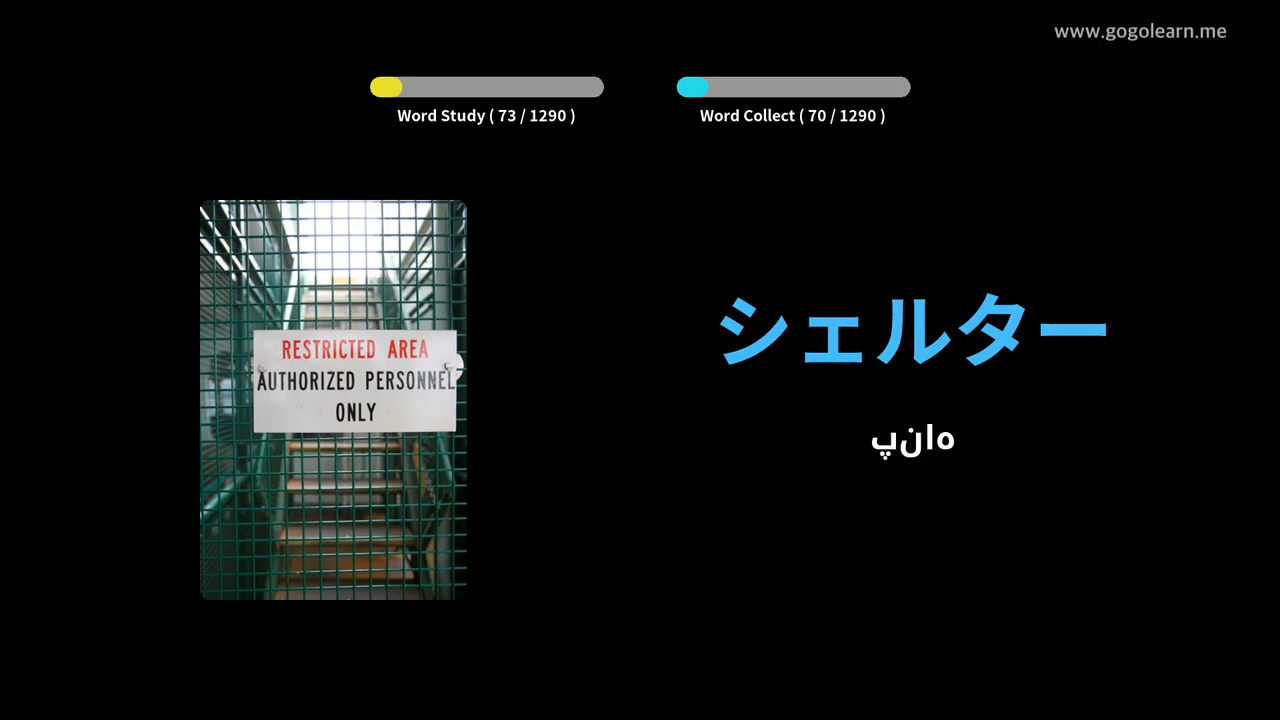 www.gogolearn.me
Word Study ( 73 / 1290 )
Word Collect ( 70 / 1290 )
RESTRICTED AREA
AUTHORIZED PERSONNEL
ONLY
シェルター
پناه